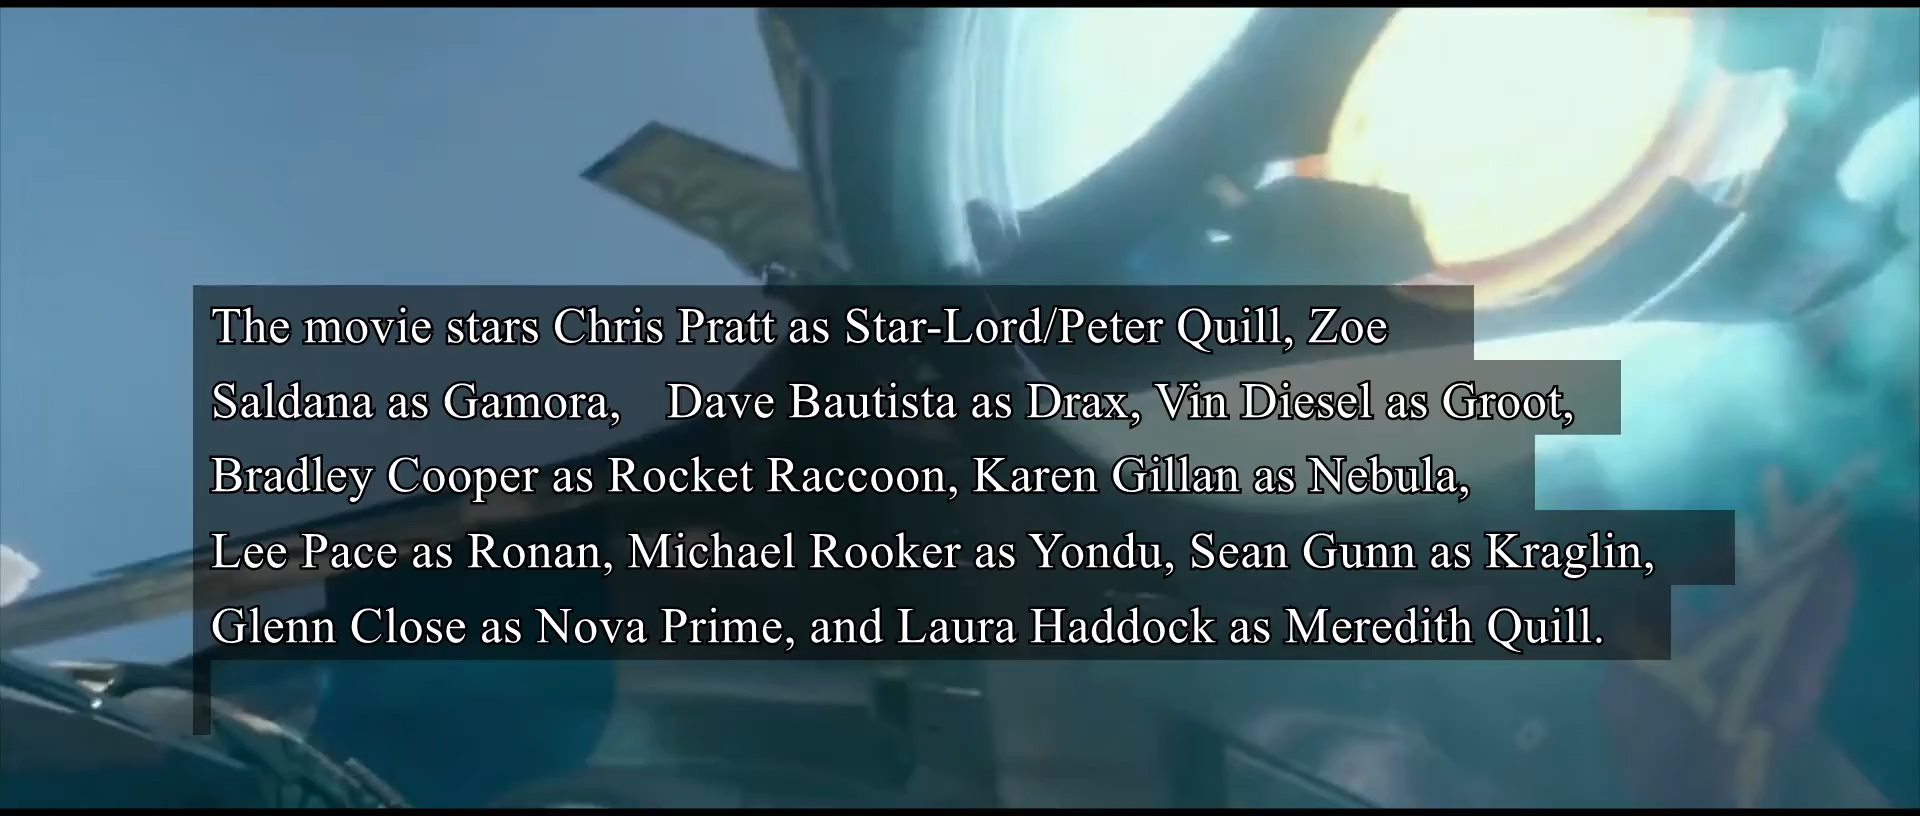 The movie stars Chris Pratt as Star-Lord/Peter Quill, Zoe
Saldana as Gamora, Dave Bautista as Drax, Vin Diesel as Groot,
Bradley Cooper as Rocket Raccoon, Karen Gillan as Nebula,
Lee Pace as Ronan, Michael Rooker as Yondu, Sean Gunn as Kraglin,
Glenn Close as Nova Prime, and Laura Haddock as Meredith Quill.